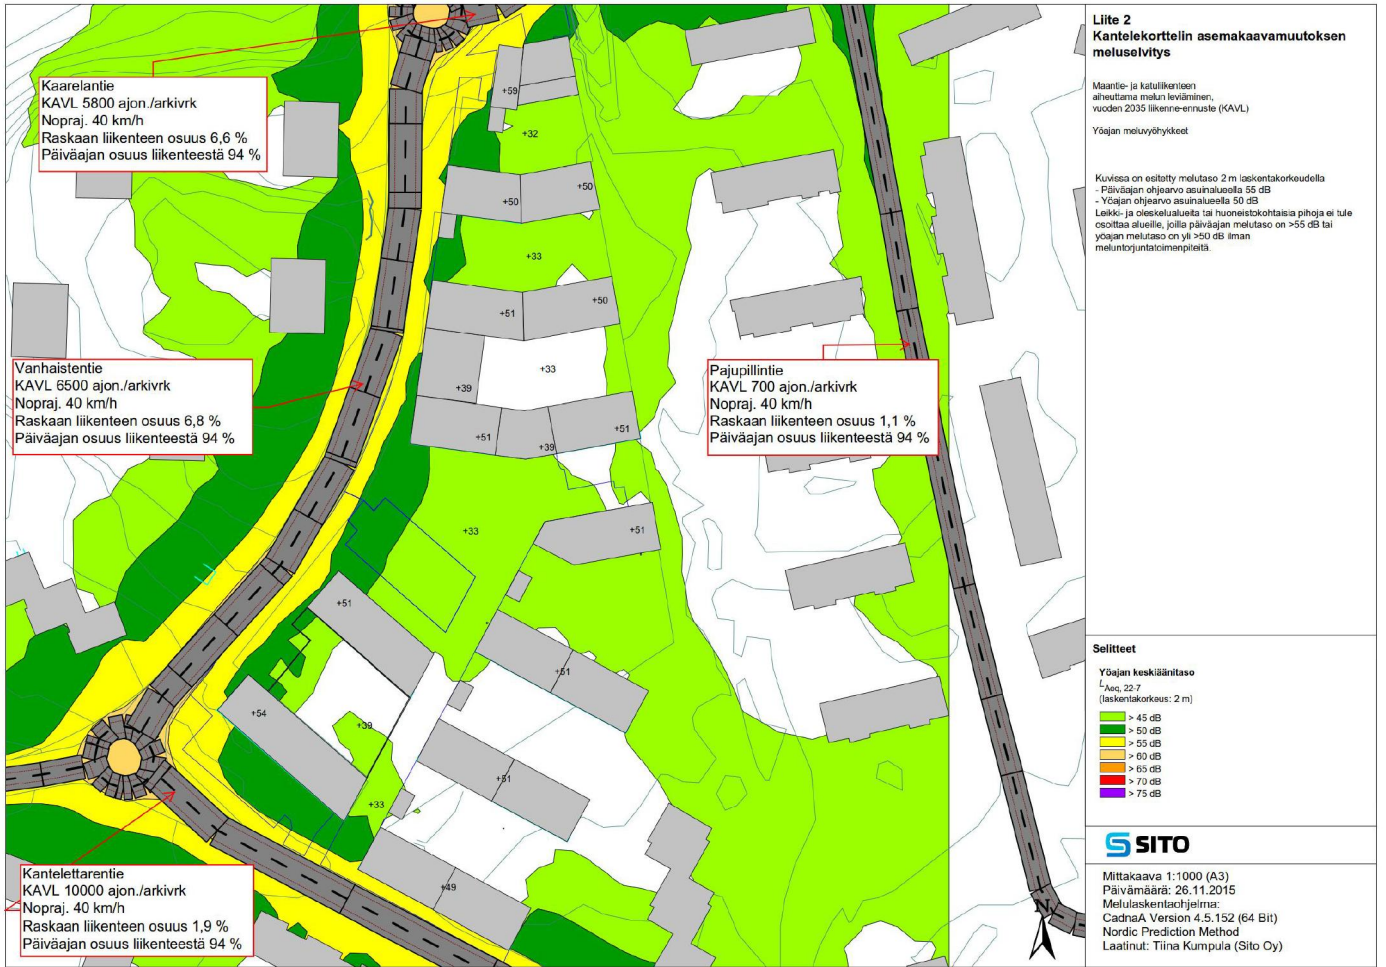 Kaarelantie
KAVL 5800 ajon./arkivrk
Nopraj. 40 km/h
Raskaan liikenteen osuus 6,6 %
Päiväajan osuus liikenteestä 94 %
Vanhaistentie
KAVL 6500 ajon./arkivrk
Nopraj. 40 km/h
Raskaan liikenteen osuus 6,8 %
Päiväajan osuus liikenteestä 94 %
Pajupillintie
KAVL 700 ajon./arkivrk
Nopraj. 40 km/h
Raskaan liikenteen osuus 1,1 %
Päiväajan osuus liikenteestä 94 %
Kantelettarentie
KAVL 10000 ajon./arkivrk
Nopraj. 40 km/h
Raskaan liikenteen osuus 1,9 %
Päiväajan osuus liikenteestä 94 %
+59
+32
+50
+50
+33
+50
+51
+33
+39
+51
+39
+51
+33
+51
+51
+51
+54
+39
+51
+33
+49
N
Liite 2
Kantelekorttelin asemakaavamuutoksen
meluselvitys
Maantie- ja katuliikenteen
aiheuttama melun leviäminen,
vuoden 2035 liikenne-ennuste (KAVL)
Yöajan meluvyöhykkeet
Kuvissa on esitetty melutaso 2 m laskentakorkeudella
- Päiväajan ohjearvo asuinalueella 55 dB
- Yöajan ohjearvo asuinalueella 50 dB
Leikki- ja oleskelualueita tai huoneistokohtaisia pihoja ei tule
osoittaa alueille, joilla päiväajan melutaso on >55 dB tai
yöajan melutaso on yli >50 dB ilman
meluntorjuntatoimenpiteitä.
Selitteet
Yöajan keskiäänitaso
LAeq, 22-7
(laskentakorkeus: 2 m)
> 45 dB
> 50 dB
> 55 dB
> 60 dB
> 65 dB
> 70 dB
> 75 dB
SITO
Mittakaava 1:1000 (A3)
Päivämäärä: 26.11.2015
Melulaskentaohjelma:
CadnaA Version 4.5.152 (64 Bit)
Nordic Prediction Method
Laatinut: Tiina Kumpula (Sito Oy)